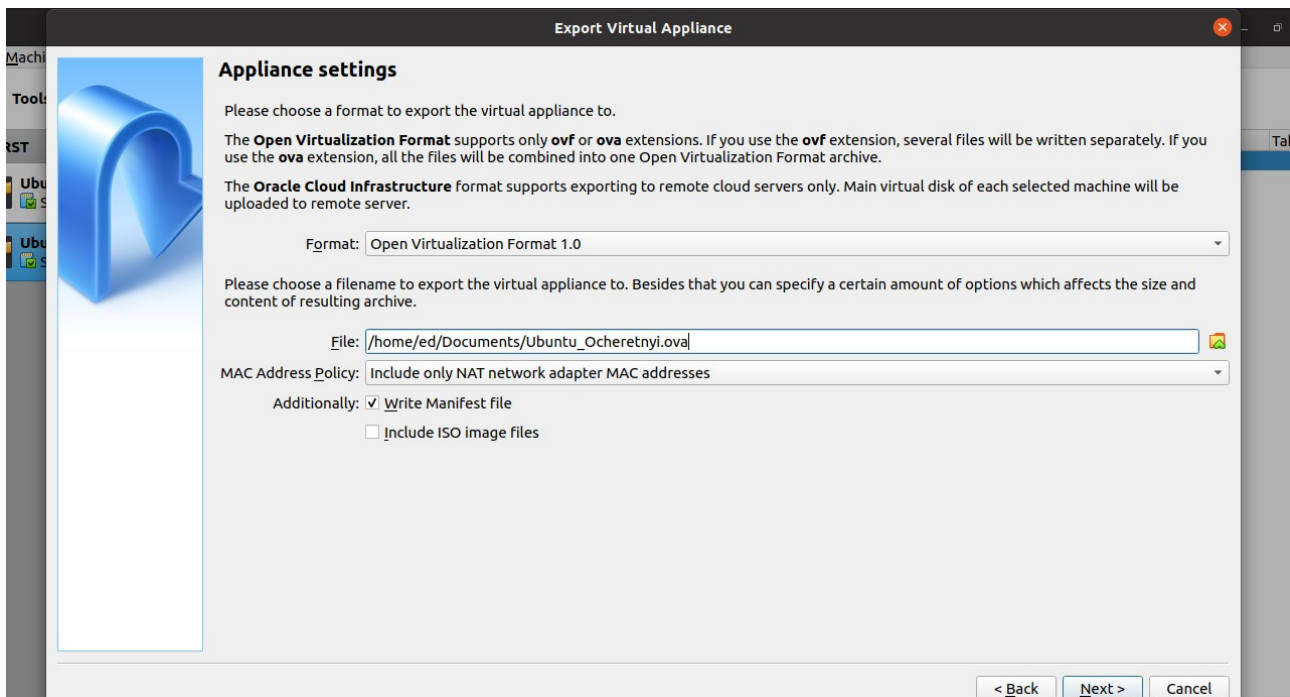 Export Virtual Appliance
Machi
Tools
RST
Ubu
S
Ubu
S
Tal
Appliance settings
Please choose a format to export the virtual appliance to.
The Open Virtualization Format supports only ovf or ova extensions. If you use the ovf extension, several files will be written separately. If you
use the ova extension, all the files will be combined into one Open Virtualization Format archive.
The Oracle Cloud Infrastructure format supports exporting to remote cloud servers only. Main virtual disk of each selected machine will be
uploaded to remote server.
Format: Open Virtualization Format 1.0
Please choose a filename to export the virtual appliance to. Besides that you can specify a certain amount of options which affects the size and
content of resulting archive.
File: /home/ed/Documents/Ubuntu_Ocheretnyi.ova
MAC Address Policy: Include only NAT network adapter MAC addresses
Additionally: Write Manifest file
Include ISO image files
< Back Next > Cancel